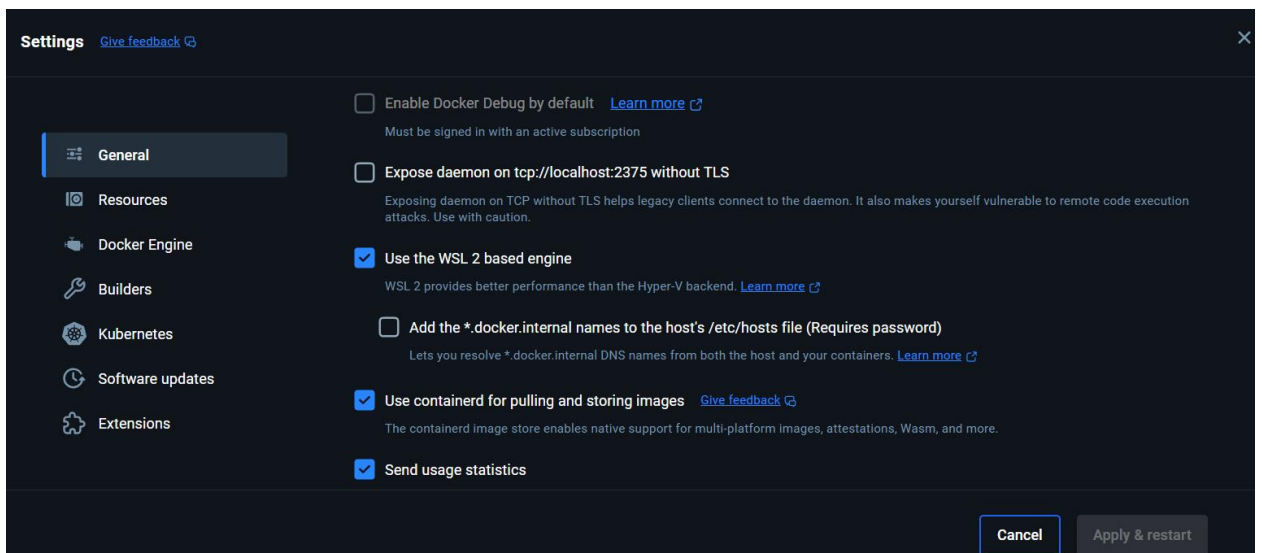 Settings Give feedback
General
Resources
Docker Engine
Builders
Kubernetes
Software updates
Extensions
Enable Docker Debug by default Learn more
Must be signed in with an active subscription
Expose daemon on tcp://localhost:2375 without TLS
Exposing daemon on TCP without TLS helps legacy clients connect to the daemon. It also makes yourself vulnerable to remote code execution
attacks. Use with caution.
Use the WSL 2 based engine
WSL 2 provides better performance than the Hyper-V backend. Learn more
Add the *.docker.internal names to the host's /etc/hosts file (Requires password)
Lets you resolve *.docker.internal DNS names from both the host and your containers. Learn more
Use containerd for pulling and storing images Give feedback
The containerd image store enables native support for multi-platform images, attestations, Wasm, and more.
Send usage statistics
Cancel Apply & restart